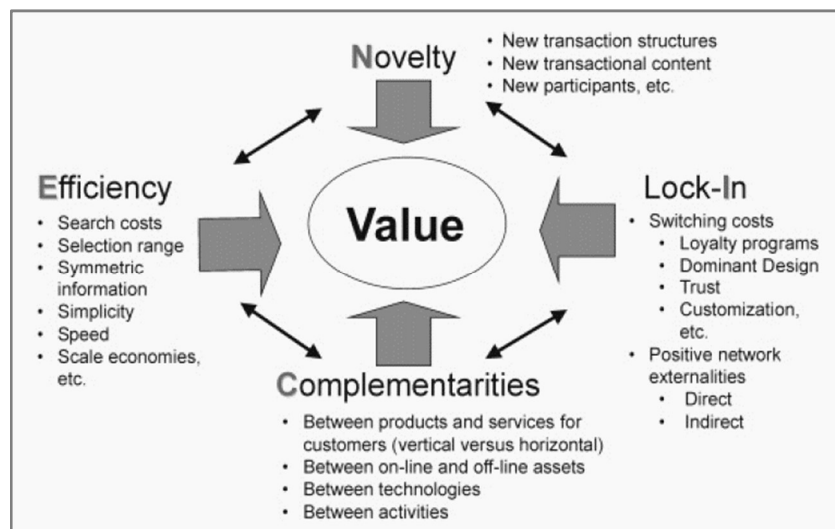 Novelty
• New transaction structures
• New transactional content
• New participants, etc.
Efficiency
• Search costs
• Selection range
• Symmetric
information
• Simplicity
• Speed
• Scale economies,
etc.
Value
Lock-In
• Switching costs
• Loyalty programs
• Dominant Design
• Trust
• Customization,
etc.
• Positive network
externalities
• Direct
• Indirect
Complementarities
• Between products and services for
customers (vertical versus horizontal)
• Between on-line and off-line assets
• Between technologies
• Between activities